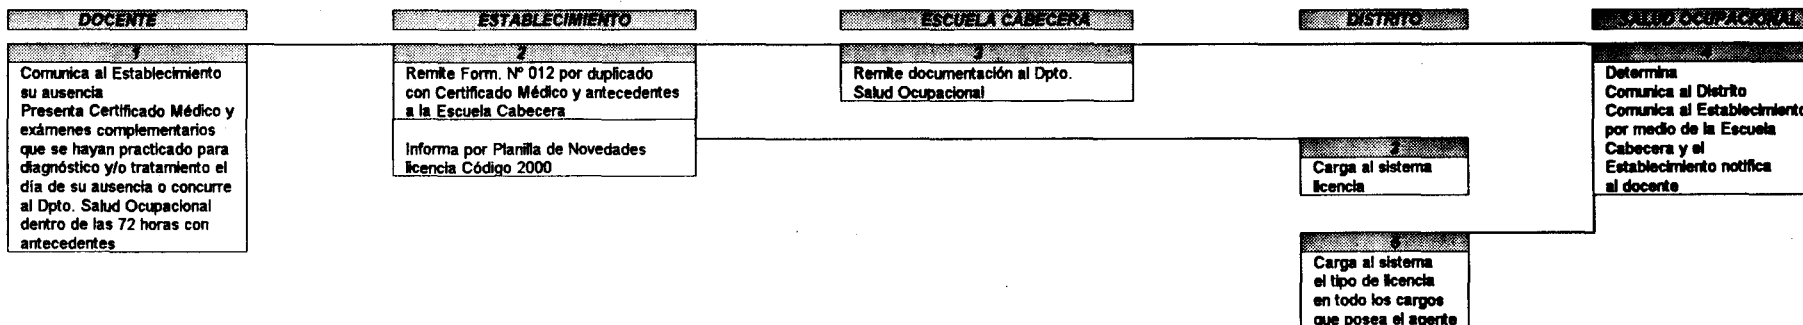 DOCENTE
ESTABLECIMIENTO
ESCUELA CABECERA
DISTRITO
SALUD OCUPACIONAL
1
Comunica al Establecimiento
su ausencia
Presenta Certificado Médico y
exámenes complementarios
que se hayan practicado para
diagnóstico y/o tratamiento el
día de su ausencia o concurre
al Dpto. Salud Ocupacional
dentro de las 72 horas con
antecedentes
2
Remite Form. Nº 012 por duplicado
con Certificado Médico y antecedentes
a la Escuela Cabecera
Informa por Planilla de Novedades
licencia Código 2000
3
Remite documentación al Dpto.
Salud Ocupacional
2
Carga al sistema
licencia
4
Determina
Comunica al Distrito
Comunica al Establecimiento
por medio de la Escuela
Cabecera y el
Establecimiento notifica
al docente
Carga al sistema
el tipo de licencia
en todo los cargos
que posea el agente